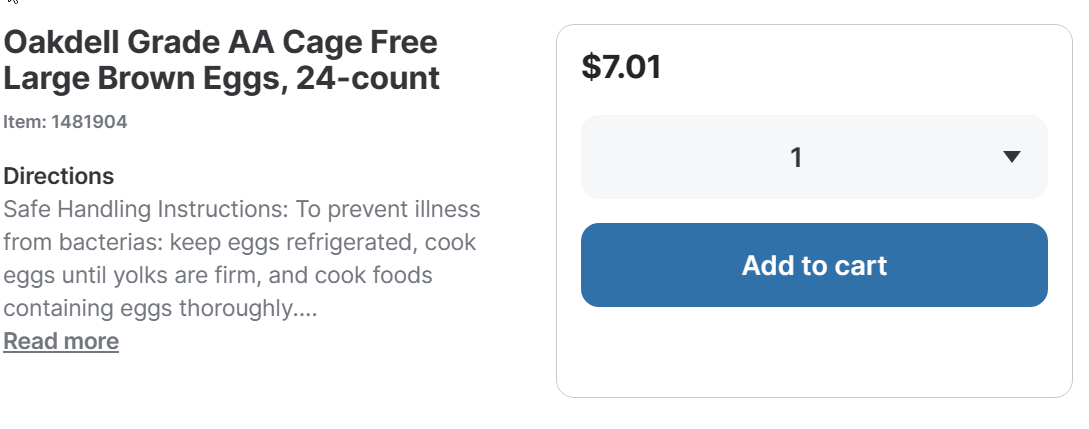 Oakdell Grade AA Cage Free
Large Brown Eggs, 24-count
Item: 1481904
Directions
Safe Handling Instructions: To prevent illness
from bacterias: keep eggs refrigerated, cook
eggs until yolks are firm, and cook foods
containing eggs thoroughly....
Read more
$7.01
1
Add to cart